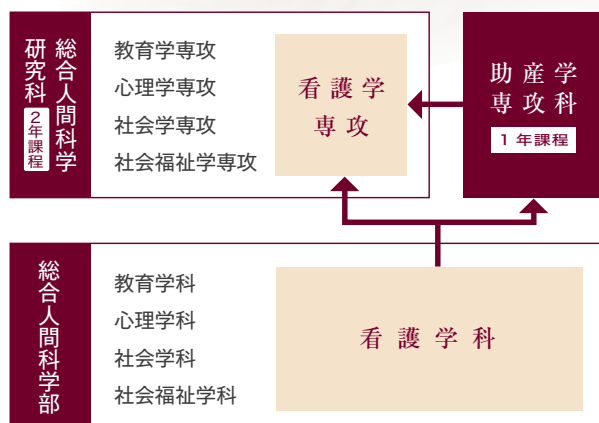 総合人間科学
研究科 2年課程
教育学専攻
心理学専攻
社会学専攻
社会福祉学専攻
看護学
専攻
助産学
専攻科
1年課程
総合人間科学部
教育学科
心理学科
社会学科
社会福祉学科
看護学科